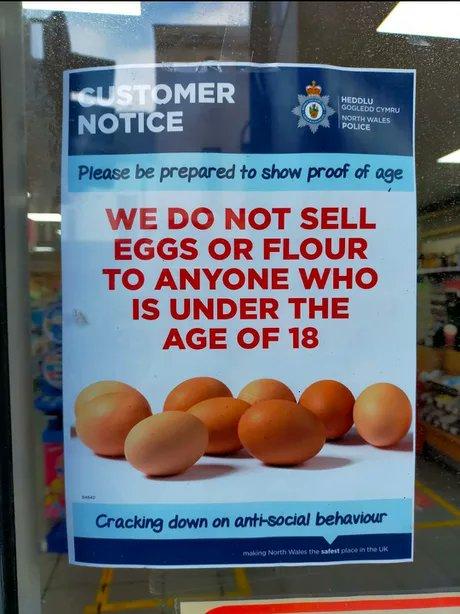 CUSTOMER
NOTICE
HEDDLU
GOGLEDD CYMRU
NORTH WALES
POLICE
Please be prepared to show proof of age
WE DO NOT SELL
EGGS OR FLOUR
TO ANYONE WHO
IS UNDER THE
AGE OF 18
Cracking down on anti-social behaviour
making North Wales the safest place in the UK